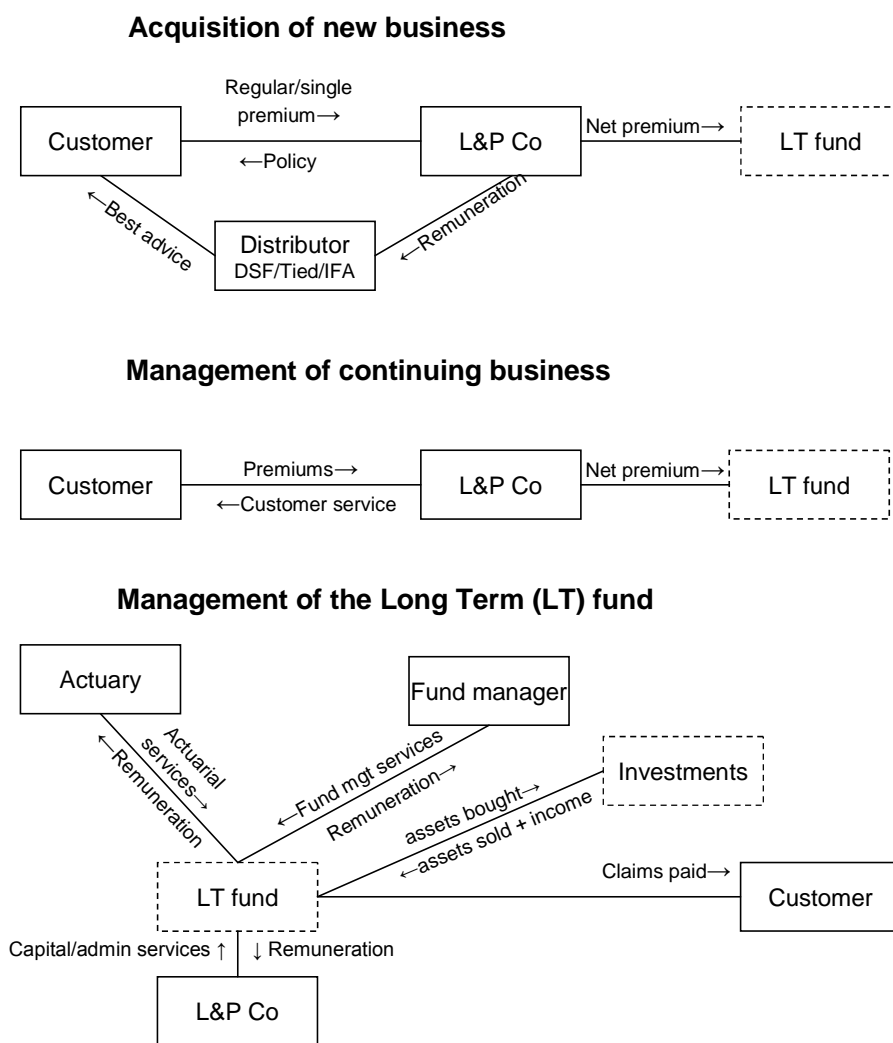 Acquisition of new business
Regular/single
premium→
Customer
L&P Co
Net premium→
LT fund
←Policy
←Best advice
Distributor
DSF/Tied/IFA
←Remuneration
Management of continuing business
Customer
Premiums→
←Customer service
L&P Co
Net premium→
LT fund
Management of the Long Term (LT) fund
Actuary
Fund manager
Actuarial
services→
←Remuneration
←Fund mgt services
Remuneration→
Investments
assets bought→
←assets sold + income
LT fund
Claims paid→
Customer
Capital/admin services ↑
↓ Remuneration
L&P Co